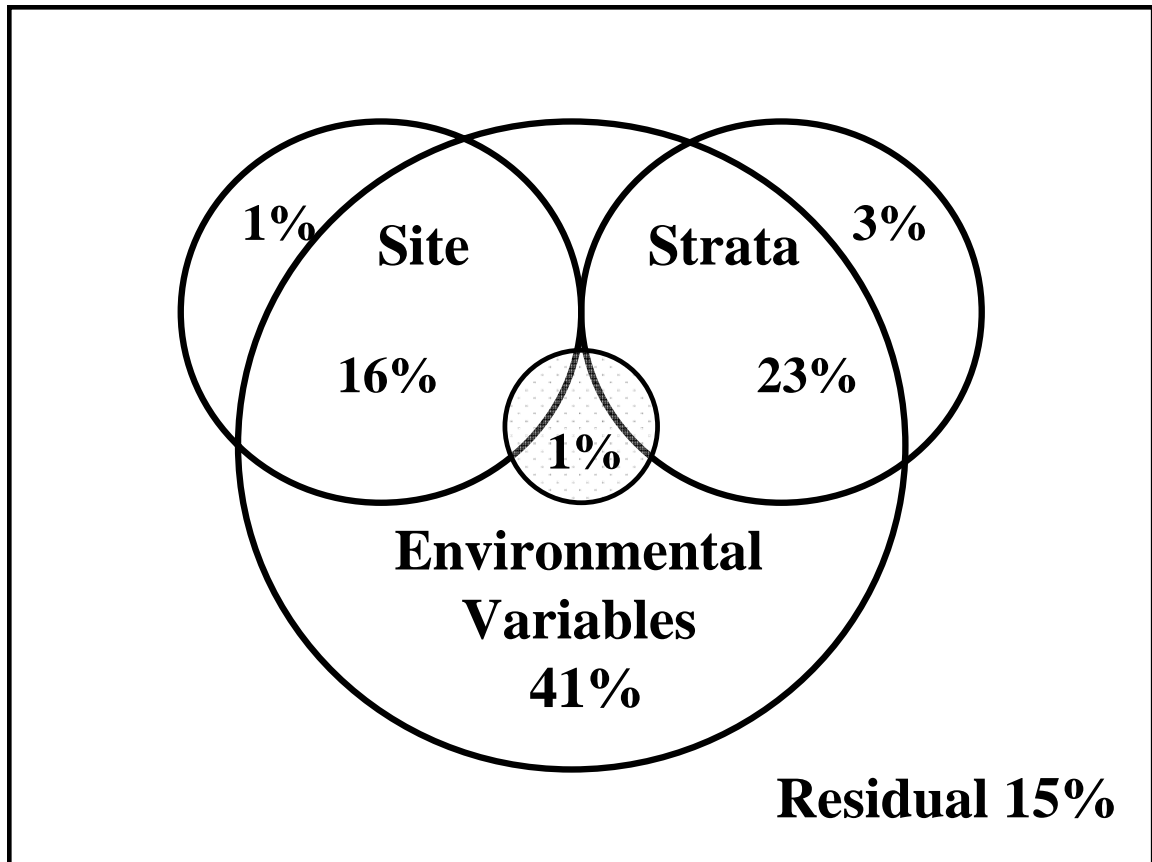 1%
3%
Site
Strata
16%
23%
1%
Environmental
Variables
41%
Residual 15%